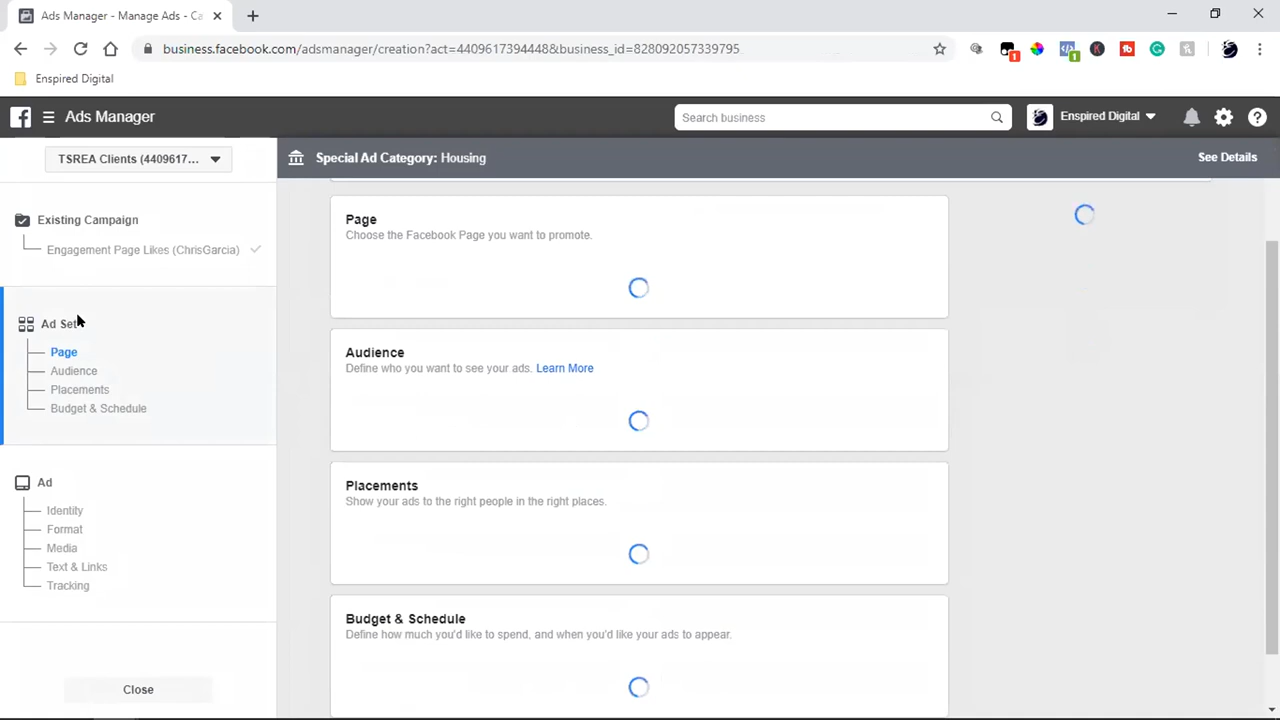 Ads Manager - Manage Ads - Ca
business.facebook.com/adsmanager/creation?act=4409617394448&business_id=828092057339795
1
1
Enspired Digital
Ads Manager
Search business
Enspired Digital
TSREA Clients (4409617...
Special Ad Category: Housing
See Details
Existing Campaign
Engagement Page Likes (ChrisGarcia)
Ad Set
Page
Audience
Placements
Budget & Schedule
Ad
Identity
Format
Media
Text & Links
Tracking
Close
Page
Choose the Facebook Page you want to promote.
Audience
Define who you want to see your ads. Learn More
Placements
Show your ads to the right people in the right places.
Budget & Schedule
Define how much you'd like to spend, and when you'd like your ads to appear.